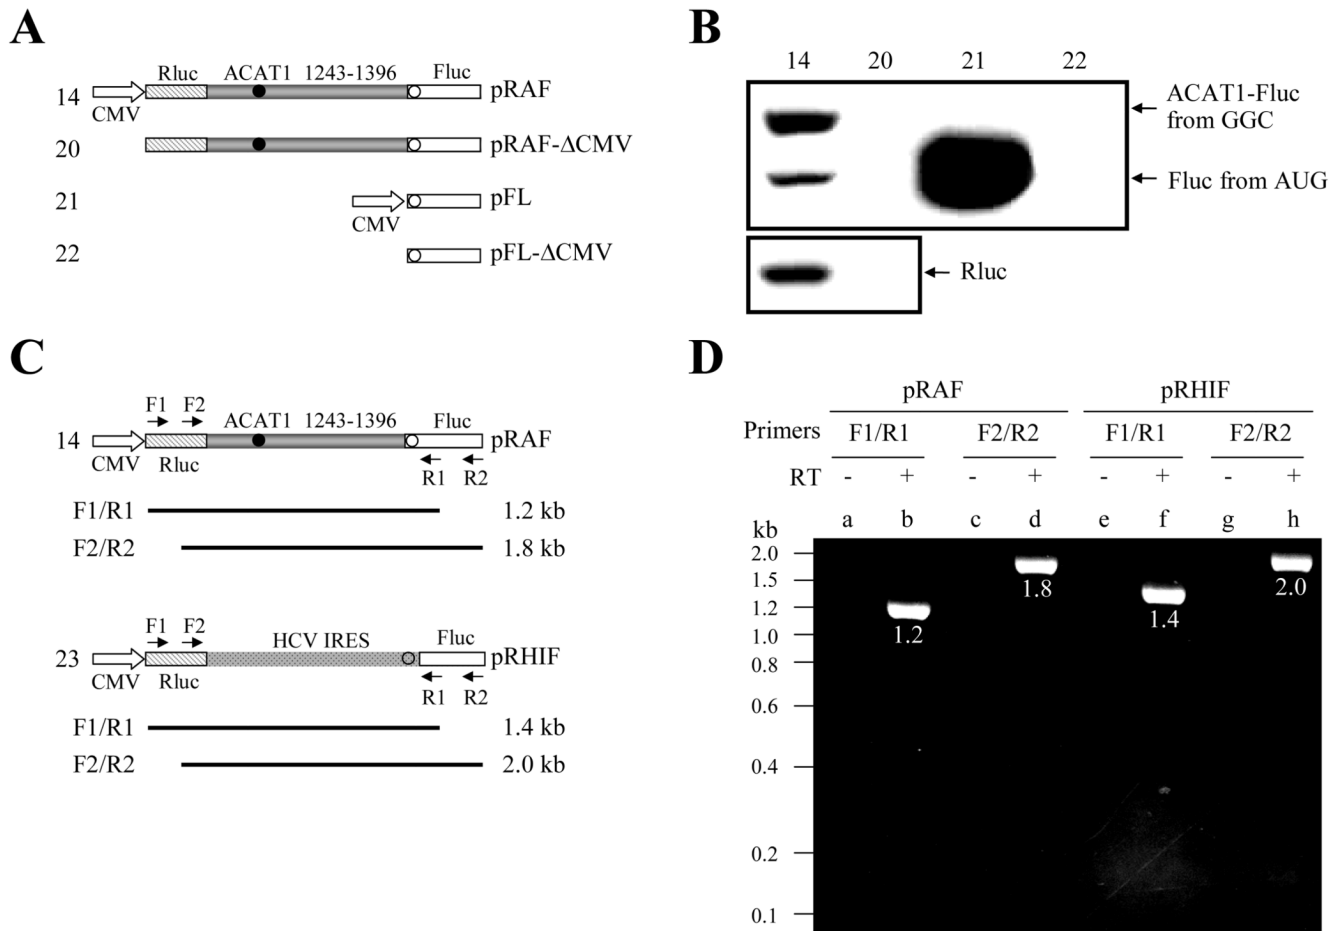 A
Rluc ACAT1 1243-1396 Fluc
14 pRAF
CMV
20 pRAF-ΔCMV
21 pFL
CMV
22 pFL-ΔCMV
B
14 20 21 22
ACAT1-Fluc
from GGC
Fluc from AUG
Rluc
C
F1 F2 ACAT1 1243-1396 Fluc
14 pRAF
CMV Rluc R1 R2
F1/R1 1.2 kb
F2/R2 1.8 kb
F1 F2 HCV IRES Fluc
23 pRHIF
CMV Rluc R1 R2
F1/R1 1.4 kb
F2/R2 2.0 kb
D
pRAF pRHIF
Primers F1/R1 F2/R2 F1/R1 F2/R2
RT - + - + - + - +
kb a b c d e f g h
2.0
1.5
1.8 2.0
1.2
1.4
1.2
1.0
0.8
0.6
0.4
0.2
0.1